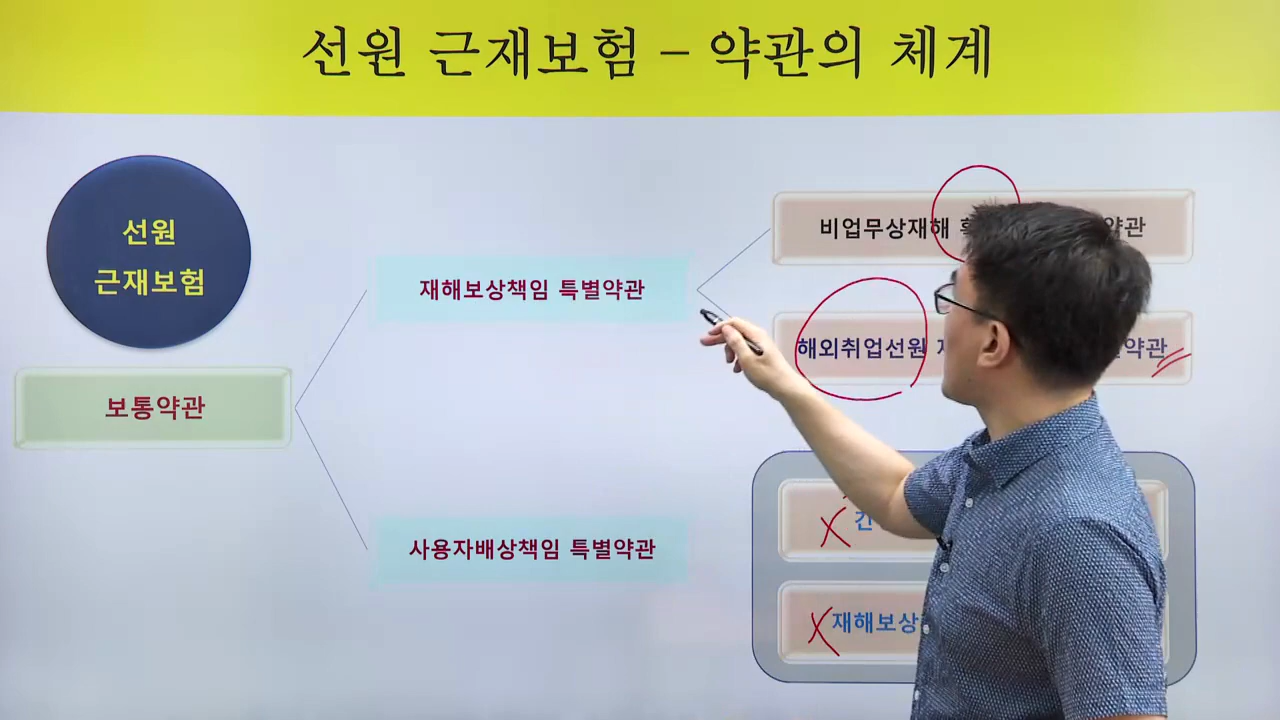 선원 근재보험 – 약관의 체계
선원
근재보험
보통약관
재해보상책임 특별약관
사용자배상책임 특별약관
비업무상재해 약관
해외취업선원 약관
간
재해보상